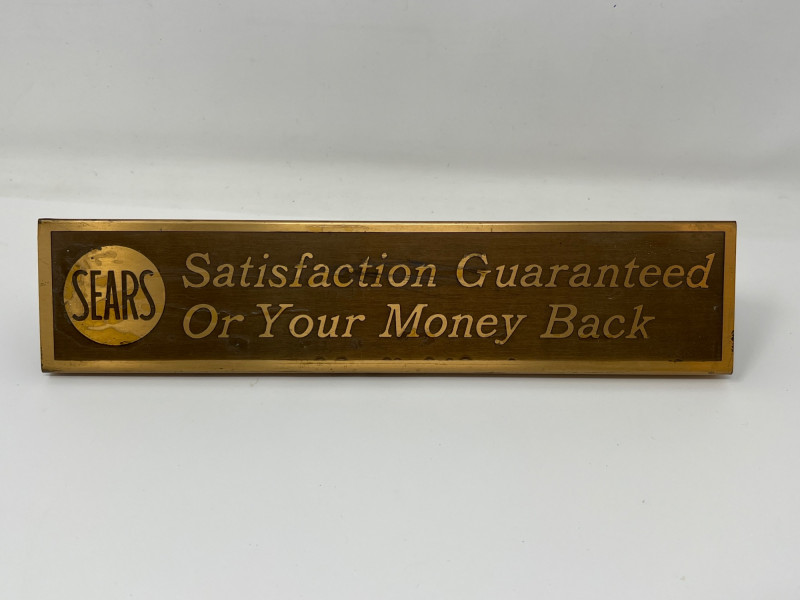 SEARS
Satisfaction Guaranteed
Or Your Money Back